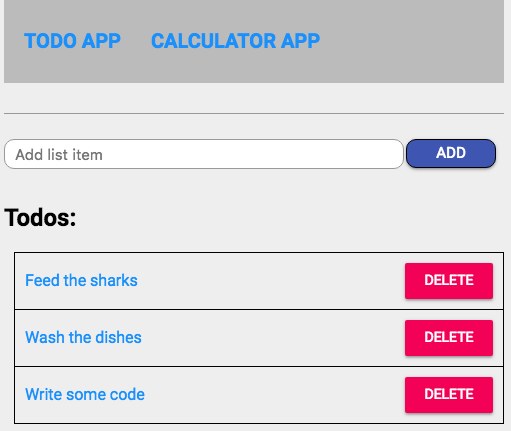 TODO APP CALCULATOR APP
Add list item ADD
Todos:
Feed the sharks DELETE
Wash the dishes DELETE
Write some code DELETE